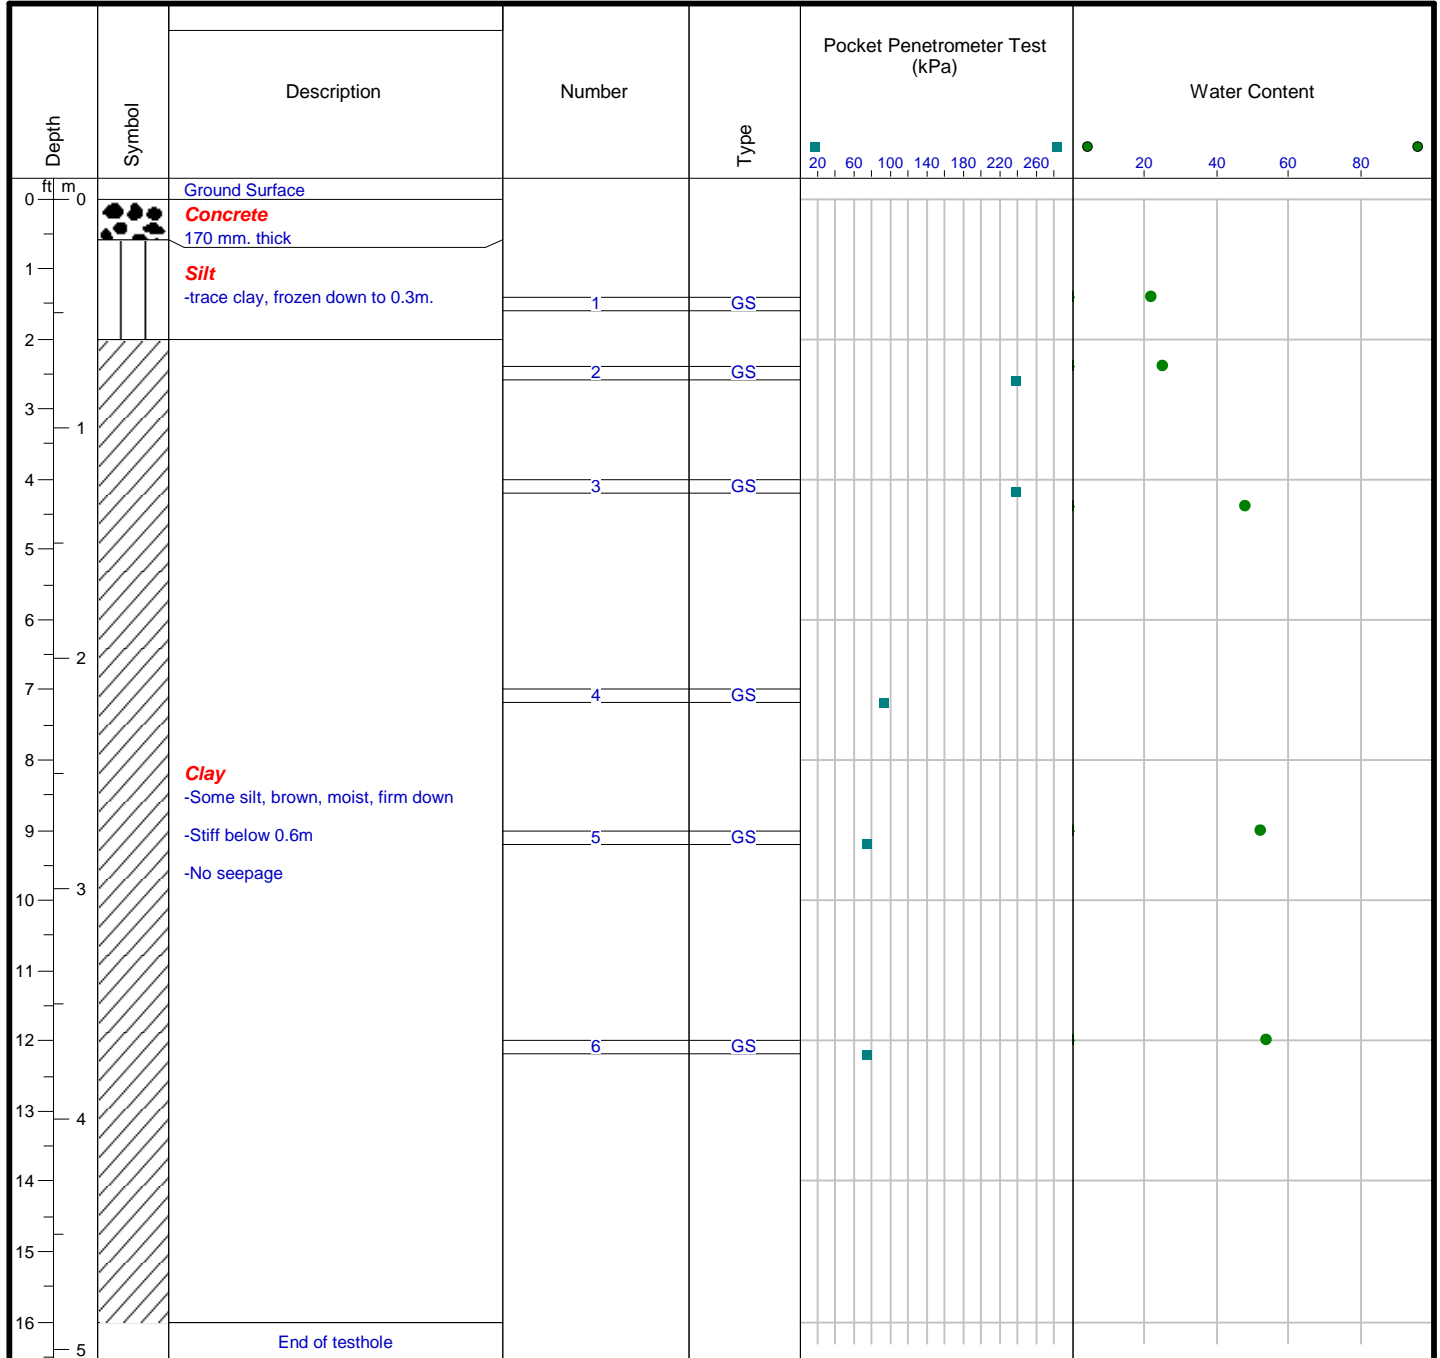 Pocket Penetrometer Test
(kPa)
Depth
Symbol
Description
Number
Type
Water Content
20 60 100 140 180 220 260
20 40 60 80
ft m
Ground Surface
0 0
Concrete
170 mm. thick
1
Silt
-trace clay, frozen down to 0.3m.
1 GS
2
2 GS
3
1
4
3 GS
5
6
2
7
4 GS
8
Clay
-Some silt, brown, moist, firm down
9
-Stiff below 0.6m
5 GS
-No seepage
3
10
11
12
6 GS
13
4
14
15
16
End of testhole
5